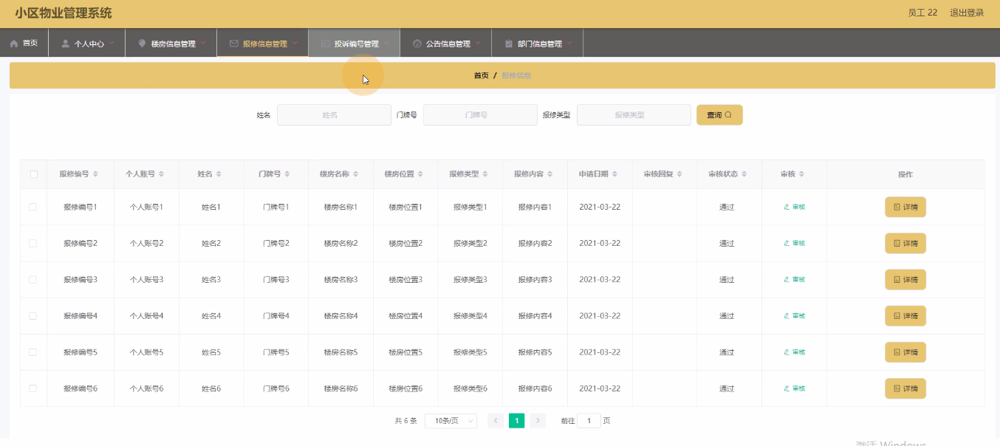 小区物业管理系统 员工 22 退出登录
首页 个人中心 楼房信息管理 报修信息管理 投诉编号管理 公告信息管理 部门信息管理
首页 / 报修信息
姓名 姓名 门牌号 门牌号 报修类型 报修类型 查询
报修编号 个人账号 姓名 门牌号 楼房名称 楼房位置 报修类型 报修内容 申请日期 审核回复 审核状态 审核 操作
报修编号1 个人账号1 姓名1 门牌号1 楼房名称1 楼房位置1 报修类型1 报修内容1 2021-03-22 通过 审核 详情
报修编号2 个人账号2 姓名2 门牌号2 楼房名称2 楼房位置2 报修类型2 报修内容2 2021-03-22 通过 审核 详情
报修编号3 个人账号3 姓名3 门牌号3 楼房名称3 楼房位置3 报修类型3 报修内容3 2021-03-22 通过 审核 详情
报修编号4 个人账号4 姓名4 门牌号4 楼房名称4 楼房位置4 报修类型4 报修内容4 2021-03-22 通过 审核 详情
报修编号5 个人账号5 姓名5 门牌号5 楼房名称5 楼房位置5 报修类型5 报修内容5 2021-03-22 通过 审核 详情
报修编号6 个人账号6 姓名6 门牌号6 楼房名称6 楼房位置6 报修类型6 报修内容6 2021-03-22 通过 审核 详情
共 6 条 10条/页 1 前往 1 页
激活 Windows